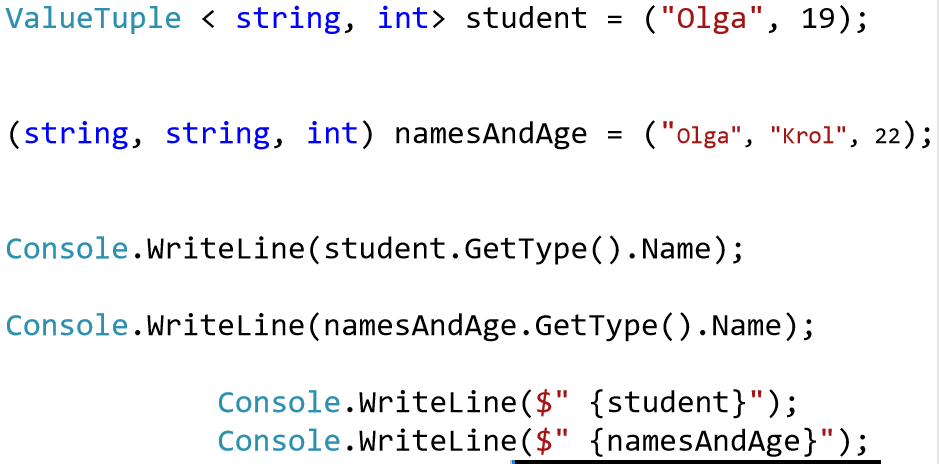 ValueTuple < string, int> student = ("Olga", 19);
(string, string, int) namesAndAge = ("Olga", "Krol", 22);
Console.WriteLine(student.GetType().Name);
Console.WriteLine(namesAndAge.GetType().Name);
Console.WriteLine($" {student}");
Console.WriteLine($" {namesAndAge}");